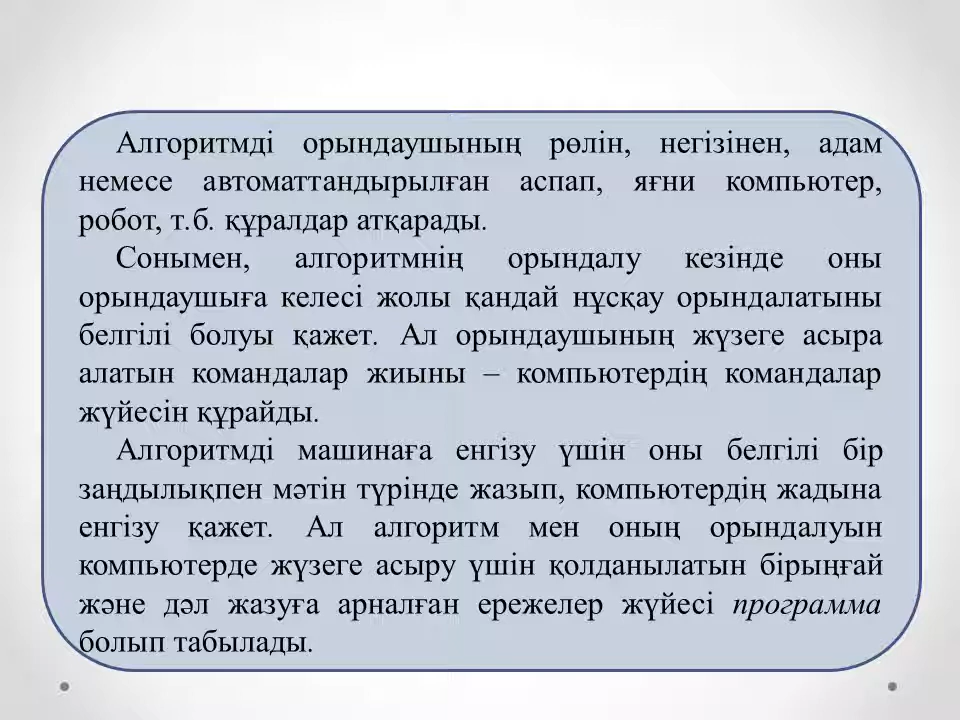 Алгоритмді орындаушының рөлін, негізінен, адам
немесе автоматтандырылған аспап, яғни компьютер,
робот, т.б. құралдар атқарады.
Сонымен, алгоритмнің орындалу кезінде оны
орындаушыға келесі жолы қандай нұсқау орындалатыны
белгілі болуы қажет. Ал орындаушының жүзеге асыра
алатын командалар жиыны – компьютердің командалар
жүйесін құрайды.
Алгоритмді машинаға енгізу үшін оны белгілі бір
заңдылықпен мәтін түрінде жазып, компьютердің жадына
енгізу қажет. Ал алгоритм мен оның орындалуын
компьютерде жүзеге асыру үшін қолданылатын бірыңғай
және дәл жазуға арналған ережелер жүйесі программа
болып табылады.